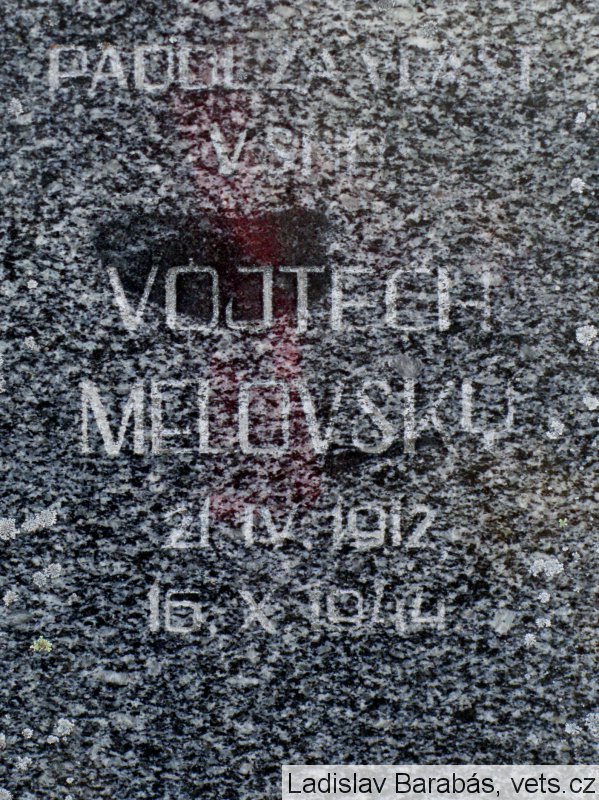 PADOL ZA VLASŤ
V SNP
VOJTECH
MELOVSKÝ
21 IV 1912
16. X 1944
Ladislav Barabás, vets.cz